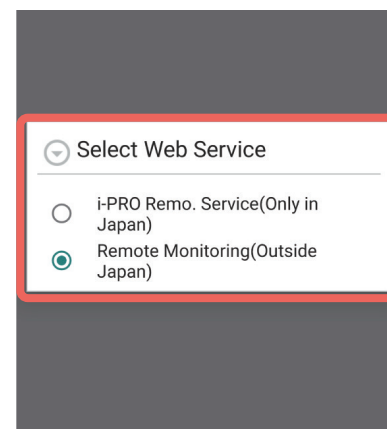 Select Web Service
i-PRO Remo. Service(Only in
Japan)
Remote Monitoring(Outside
Japan)